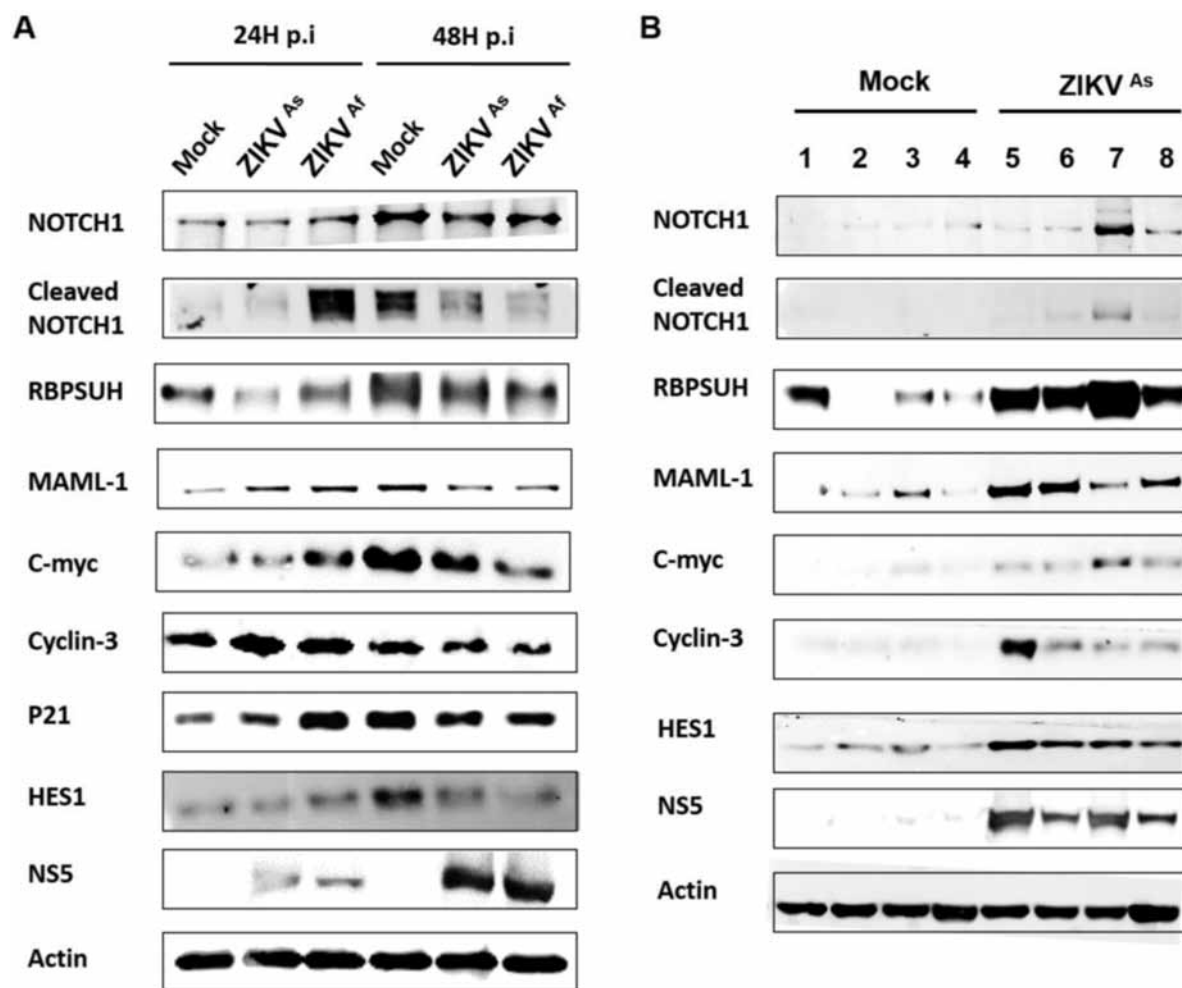 A
24H p.i
48H p.i
Mock
ZIKV As
ZIKV Af
Mock
ZIKV As
ZIKV Af
NOTCH1
Cleaved
NOTCH1
RBPSUH
MAML-1
C-myc
Cyclin-3
P21
HES1
NS5
Actin
B
Mock
ZIKV As
1 2 3 4 5 6 7 8
NOTCH1
Cleaved
NOTCH1
RBPSUH
MAML-1
C-myc
Cyclin-3
HES1
NS5
Actin